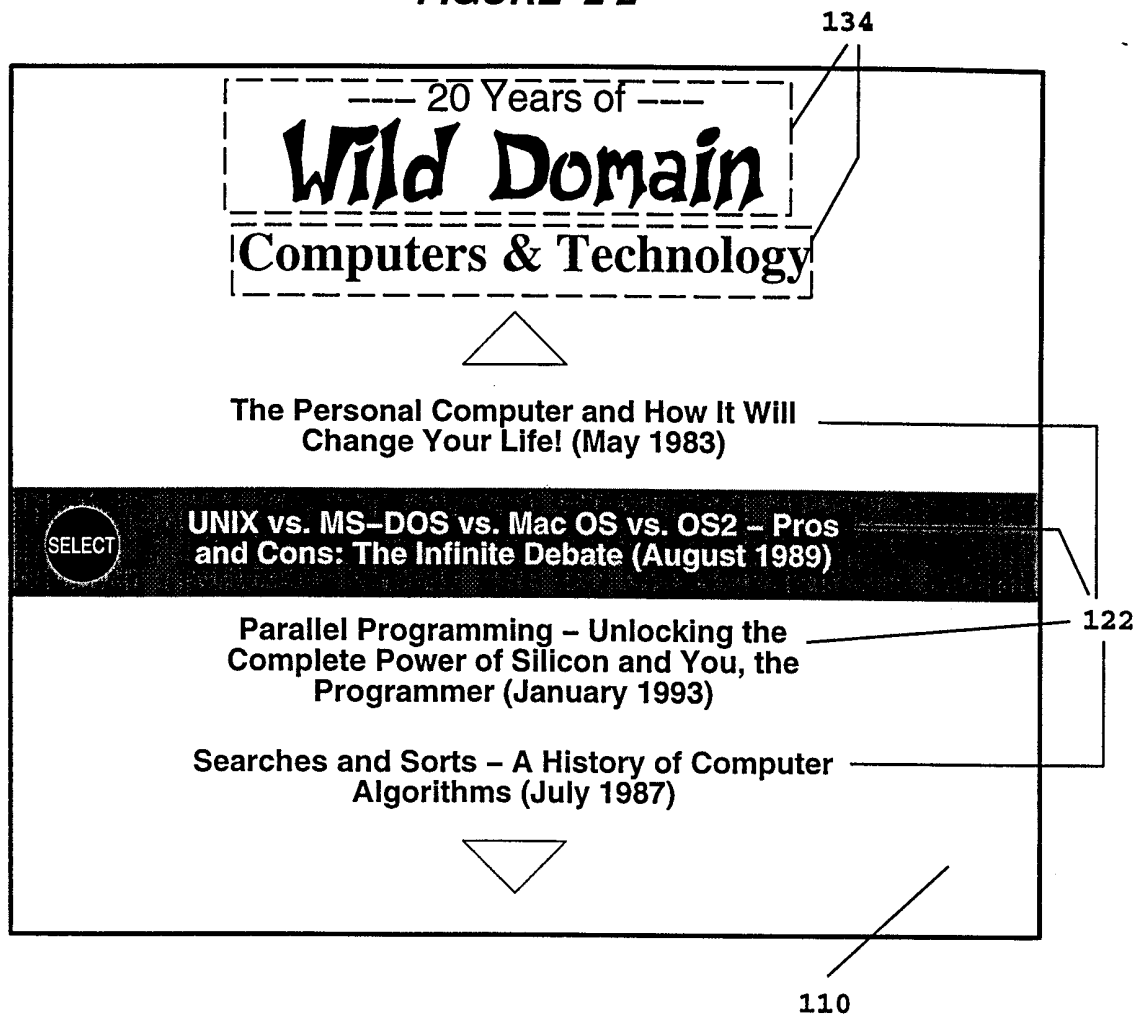 134
--- 20 Years of ---
Wild Domain
Computers & Technology
The Personal Computer and How It Will
Change Your Life! (May 1983)
SELECT
UNIX vs. MS–DOS vs. Mac OS vs. OS2 – Pros
and Cons: The Infinite Debate (August 1989)
122
Parallel Programming – Unlocking the
Complete Power of Silicon and You, the
Programmer (January 1993)
Searches and Sorts – A History of Computer
Algorithms (July 1987)
110